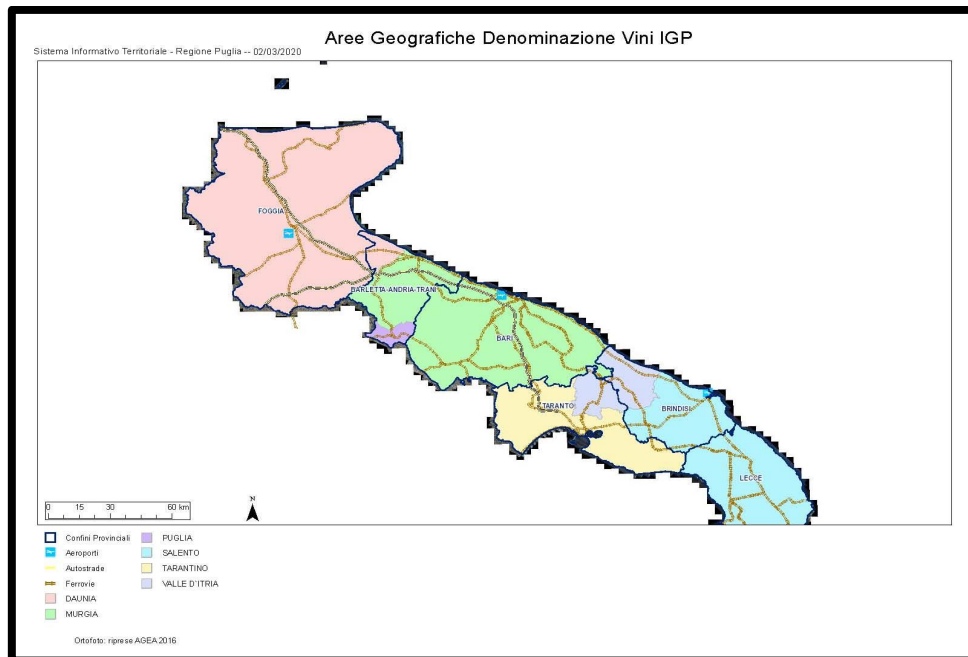 Aree Geografiche Denominazione Vini IGP
Sistema Informativo Territoriale - Regione Puglia -- 02/03/2020
FOGGIA
BARLETTA-ANDRIA-TRANI
BARI
TARANTO
BRINDISI
LECCE
0 15 30 60 km
N
Confini Provinciali
Aeroporti
Autostrade
Ferrovie
DAUNIA
MURGIA
PUGLIA
SALENTO
TARANTINO
VALLE D'ITRIA
Ortofoto: riprese AGEA 2016